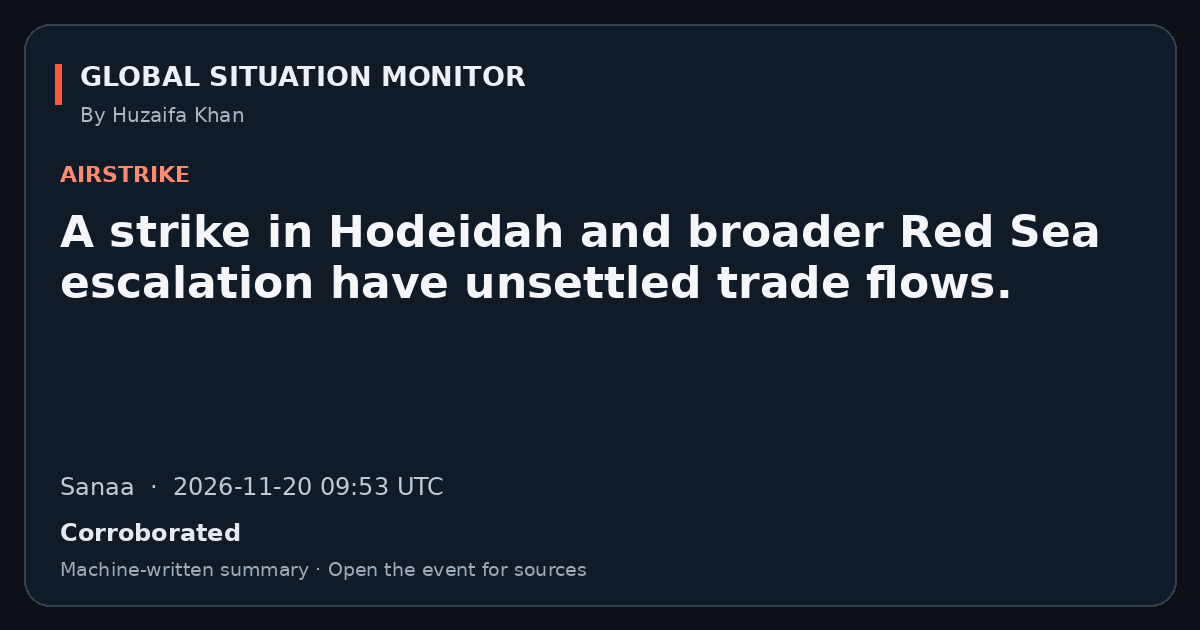 GLOBAL SITUATION MONITOR
By Huzaifa Khan
AIRSTRIKE
A strike in Hodeidah and broader Red Sea
escalation have unsettled trade flows.
Sanaa · 2026-11-20 09:53 UTC
Corroborated
Machine-written summary · Open the event for sources